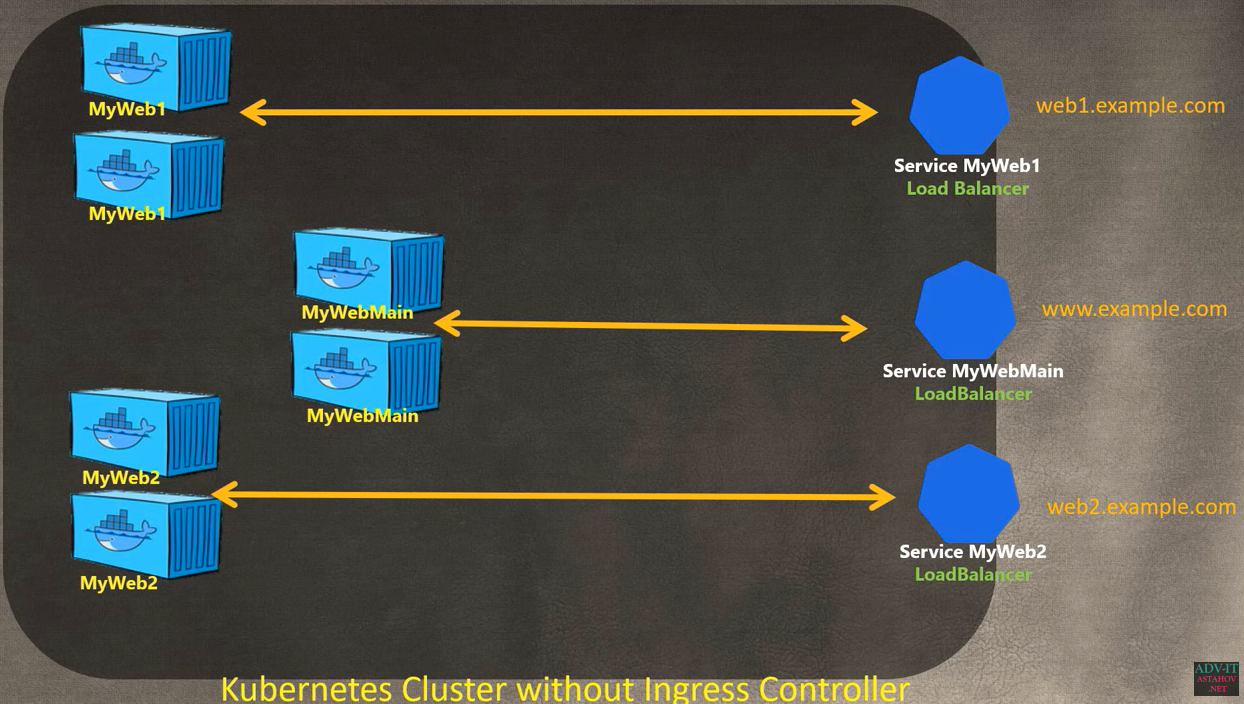 MyWeb1
web1.example.com
Service MyWeb1
Load Balancer
MyWeb1
MyWebMain
www.example.com
Service MyWebMain
LoadBalancer
MyWebMain
MyWeb2
web2.example.com
Service MyWeb2
LoadBalancer
MyWeb2
Kubernetes Cluster without Ingress Controller
ADV-IT
ASTAHOV
.NET